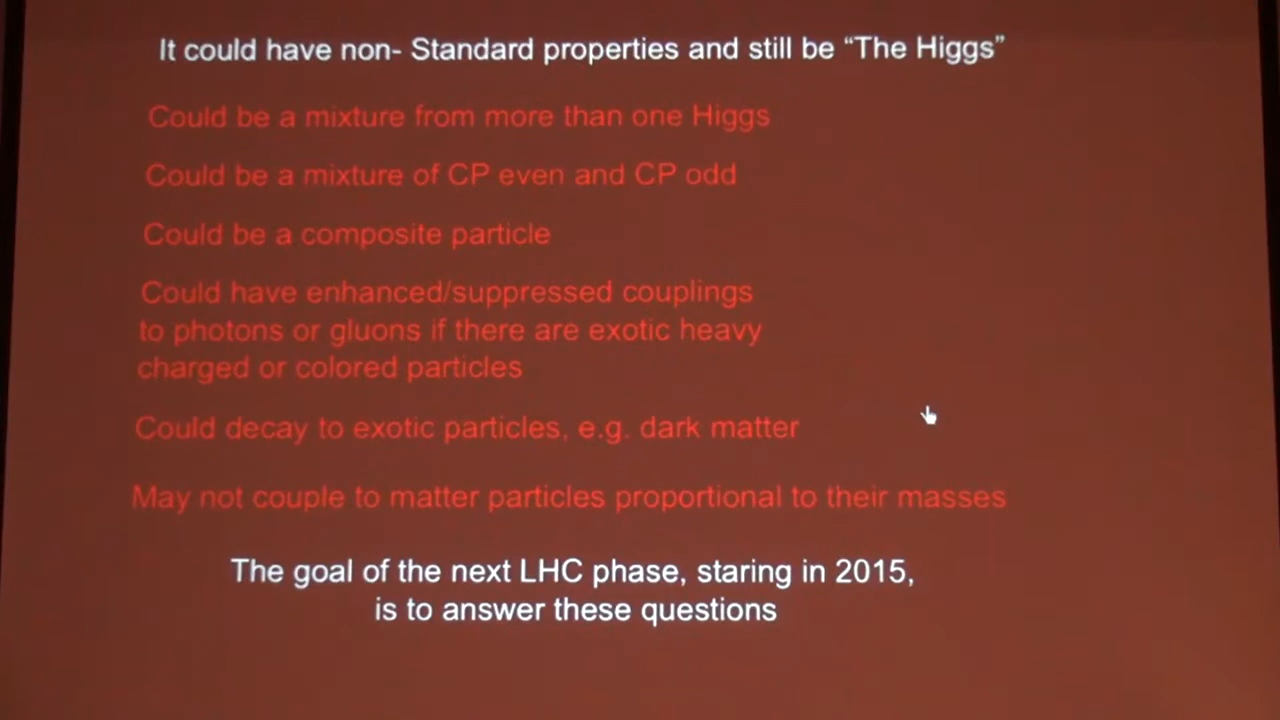 It could have non- Standard properties and still be “The Higgs”
Could be a mixture from more than one Higgs
Could be a mixture of CP even and CP odd
Could be a composite particle
Could have enhanced/suppressed couplings
to photons or gluons if there are exotic heavy
charged or colored particles
Could decay to exotic particles, e.g. dark matter
May not couple to matter particles proportional to their masses
The goal of the next LHC phase, staring in 2015,
is to answer these questions